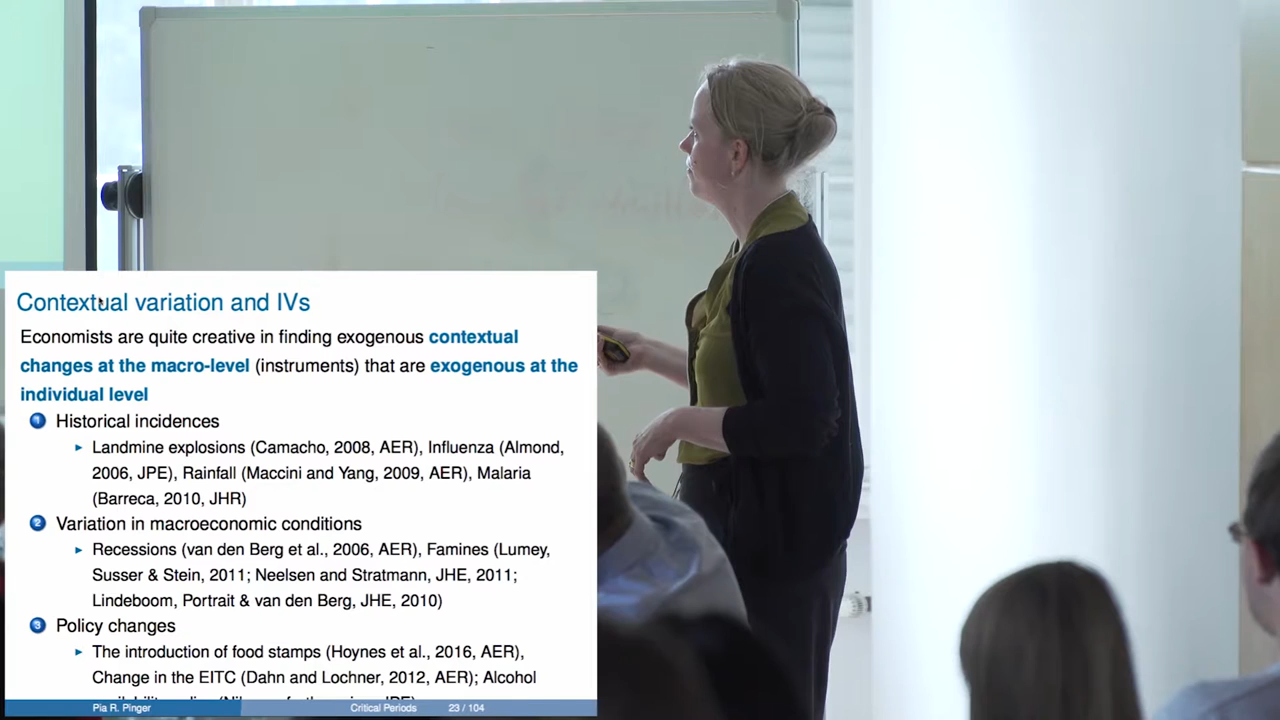 Contextual variation and IVs
Economists are quite creative in finding exogenous contextual
changes at the macro-level (instruments) that are exogenous at the
individual level
1 Historical incidences
Landmine explosions (Camacho, 2008, AER), Influenza (Almond,
2006, JPE), Rainfall (Maccini and Yang, 2009, AER), Malaria
(Barreca, 2010, JHR)
2 Variation in macroeconomic conditions
Recessions (van den Berg et al., 2006, AER), Famines (Lumey,
Susser & Stein, 2011; Neelsen and Stratmann, JHE, 2011;
Lindeboom, Portrait & van den Berg, JHE, 2010)
3 Policy changes
The introduction of food stamps (Hoynes et al., 2016, AER),
Change in the EITC (Dahn and Lochner, 2012, AER); Alcohol
Pia R. Pinger Critical Periods 23 / 104